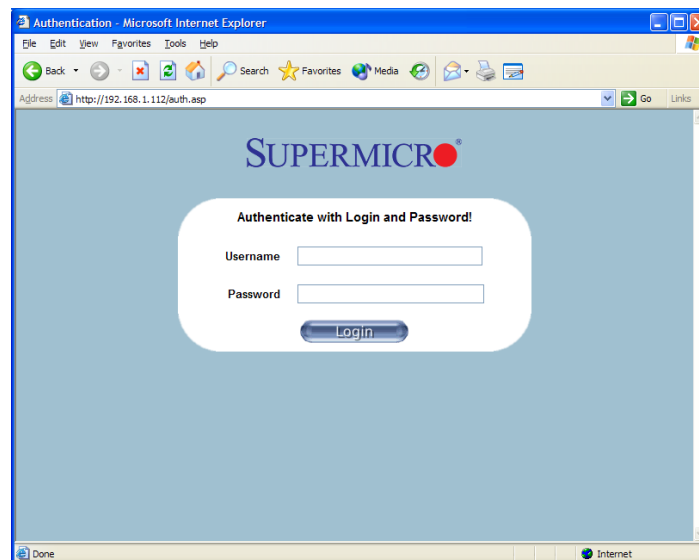 Authentication - Microsoft Internet Explorer
File Edit View Favorites Tools Help
Back Search Favorites Media
Address http://192.168.1.112/auth.asp Go Links
SUPERMICRO®
Authenticate with Login and Password!
Username
Password
Login
Done Internet